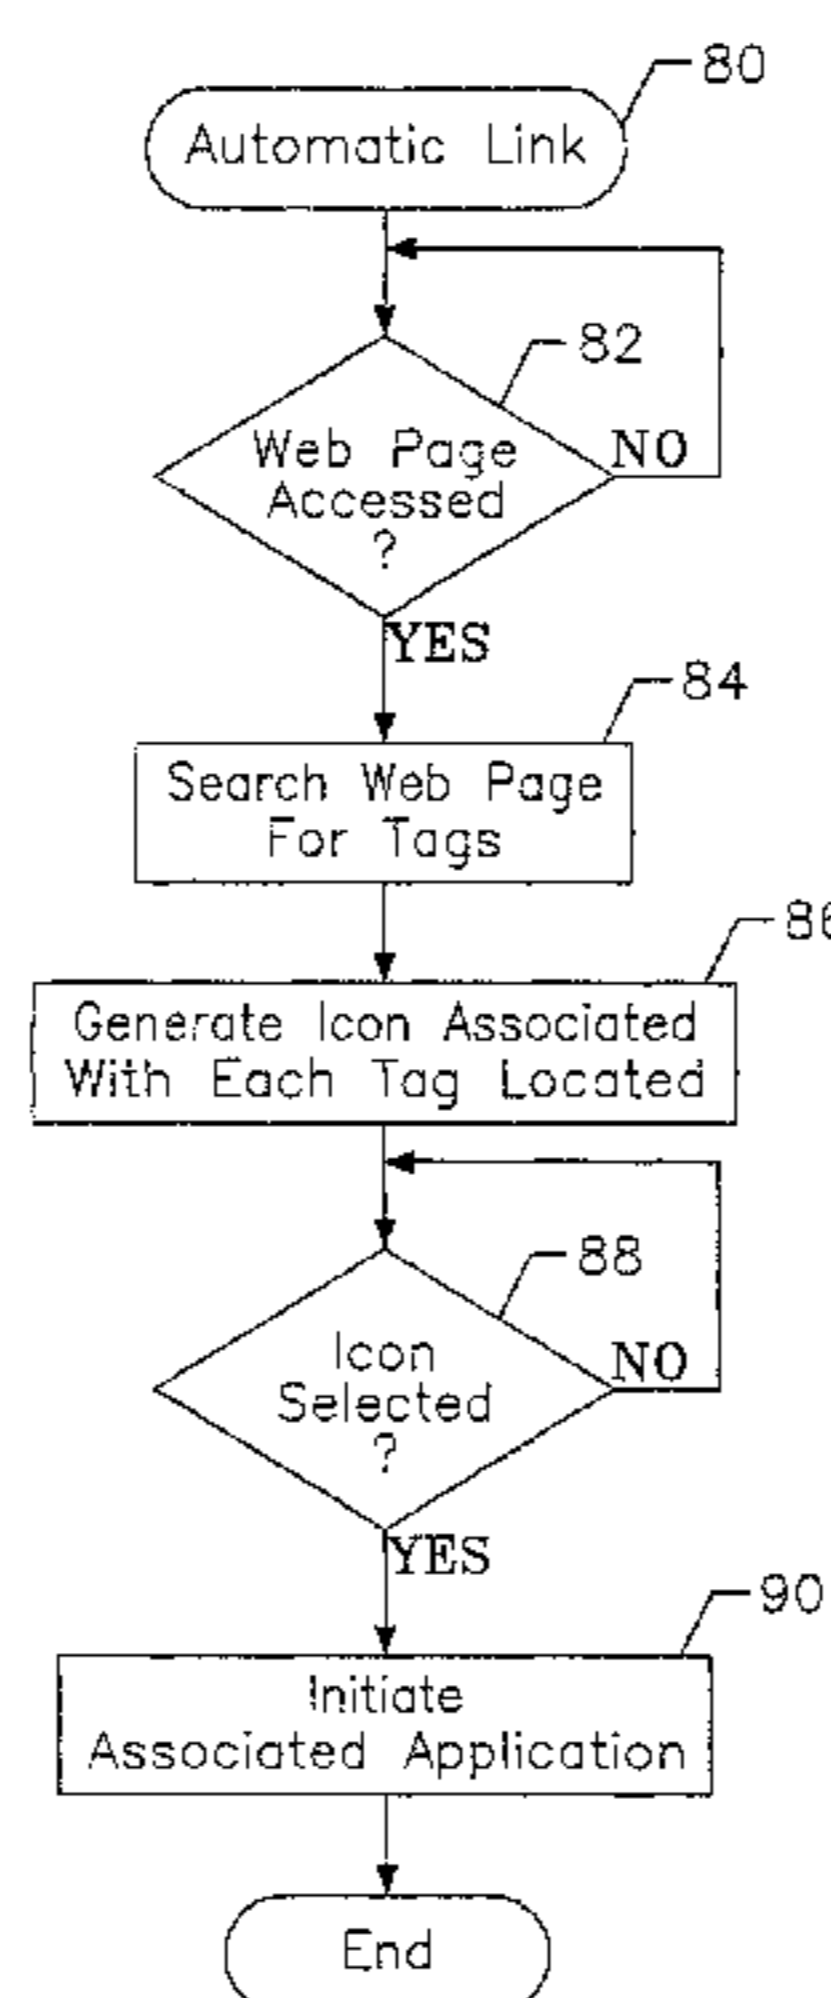 80
Automatic Link
82
Web Page
Accessed
?
NO
YES
84
Search Web Page
For Tags
86
Generate Icon Associated
With Each Tag Located
88
Icon
Selected
?
NO
YES
90
Initiate
Associated Application
End